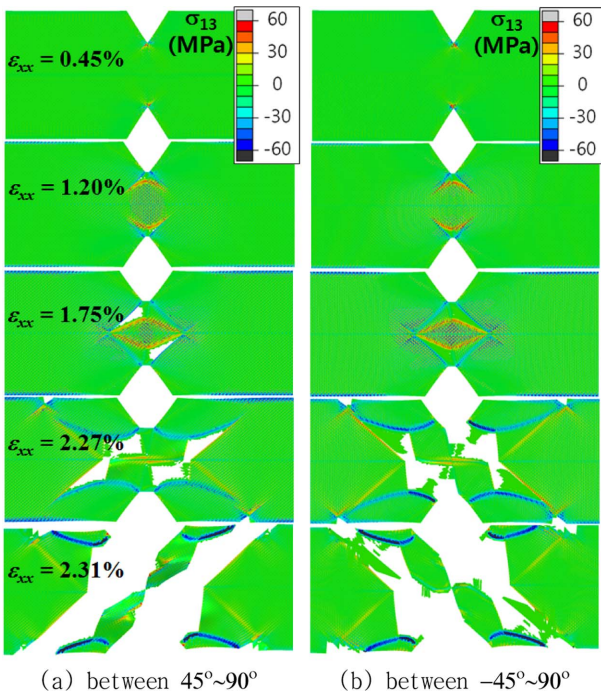 σ₁₃
(MPa)
60
30
0
-30
-60
σ₁₃
(MPa)
60
30
0
-30
-60
εₓₓ = 0.45%
εₓₓ = 1.20%
εₓₓ = 1.75%
εₓₓ = 2.27%
εₓₓ = 2.31%
(a) between 45°~90°
(b) between −45°~90°